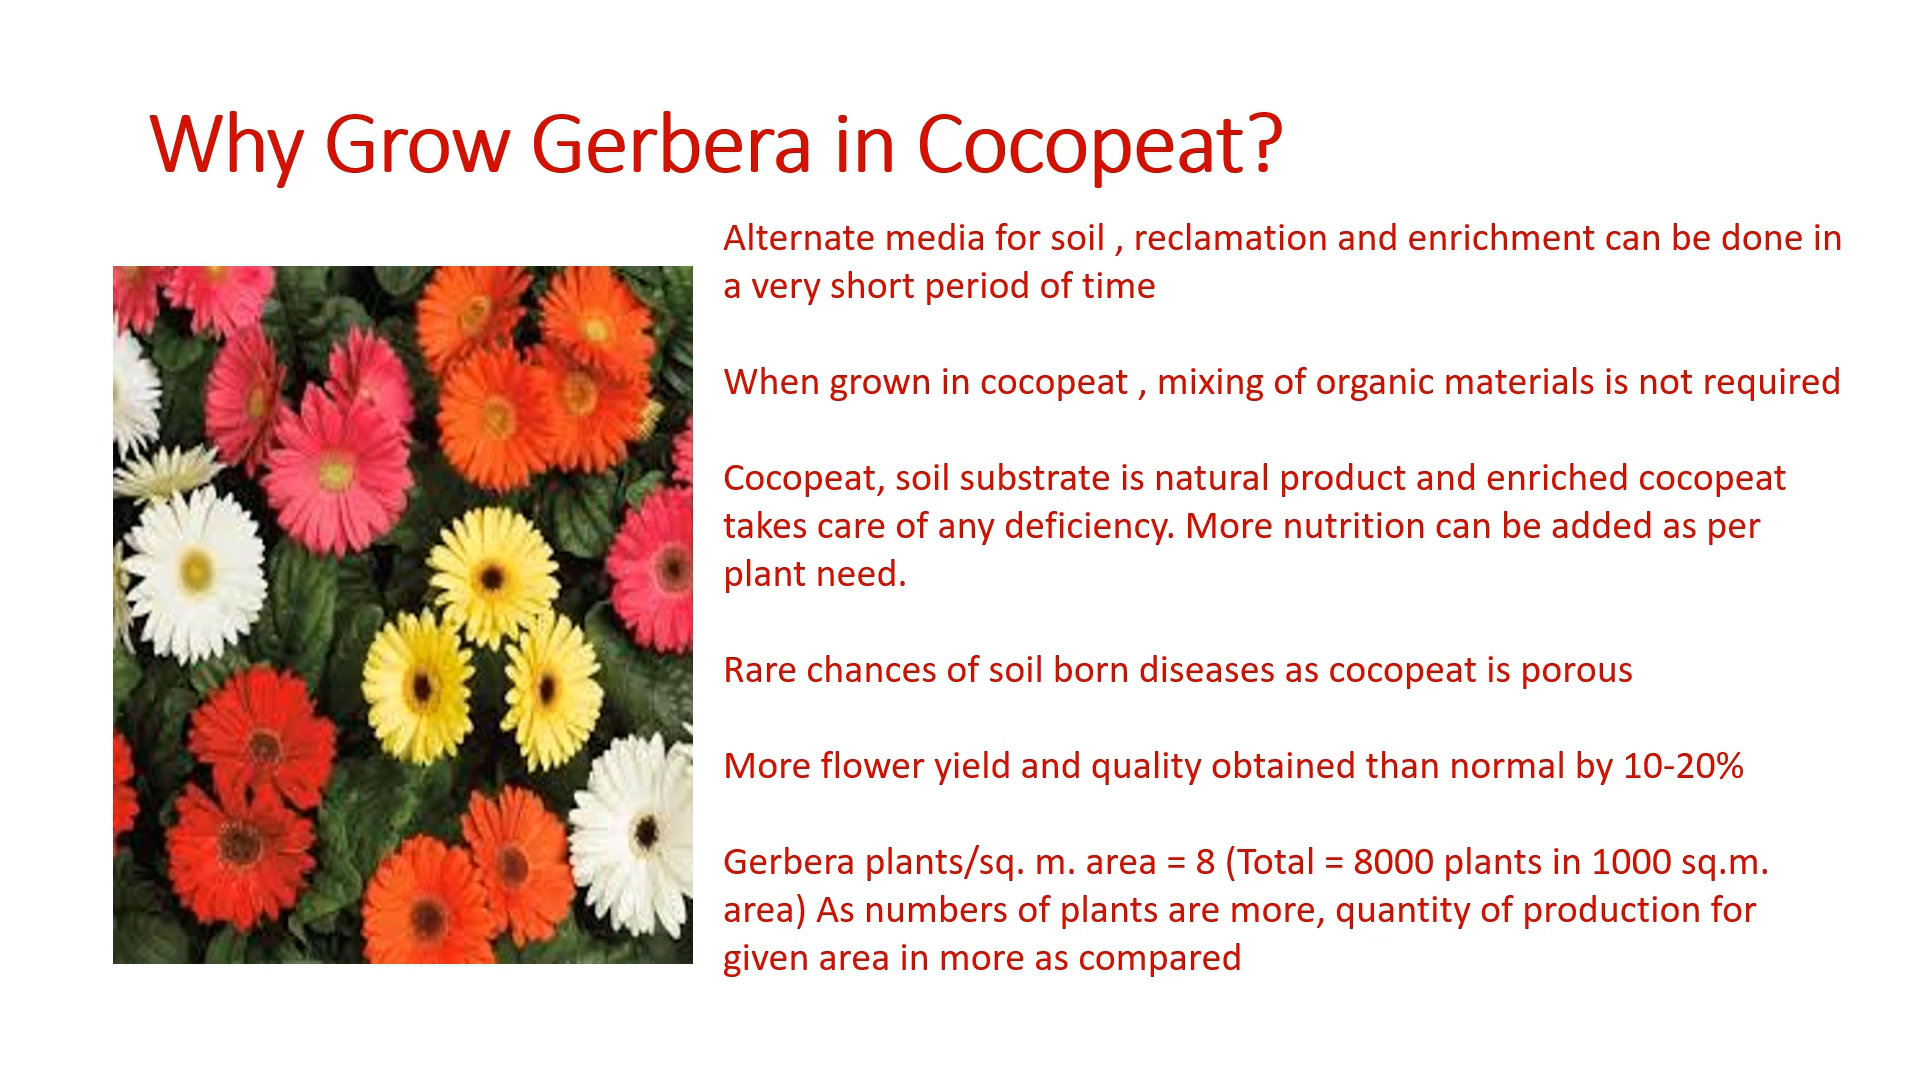 Why Grow Gerbera in Cocopeat?
Alternate media for soil , reclamation and enrichment can be done in
a very short period of time
When grown in cocopeat , mixing of organic materials is not required
Cocopeat, soil substrate is natural product and enriched cocopeat
takes care of any deficiency. More nutrition can be added as per
plant need.
Rare chances of soil born diseases as cocopeat is porous
More flower yield and quality obtained than normal by 10-20%
Gerbera plants/sq. m. area = 8 (Total = 8000 plants in 1000 sq.m.
area) As numbers of plants are more, quantity of production for
given area in more as compared